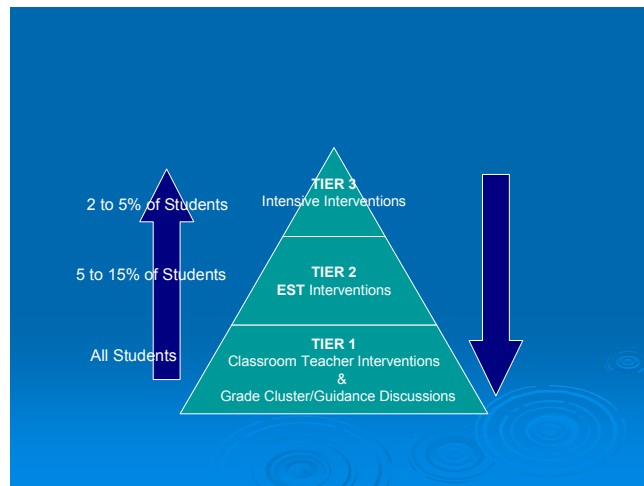 TIER 3
2 to 5% of Students
Intensive Interventions
5 to 15% of Students
TIER 2
EST Interventions
TIER 1
All Students
Classroom Teacher Interventions
&
Grade Cluster/Guidance Discussions